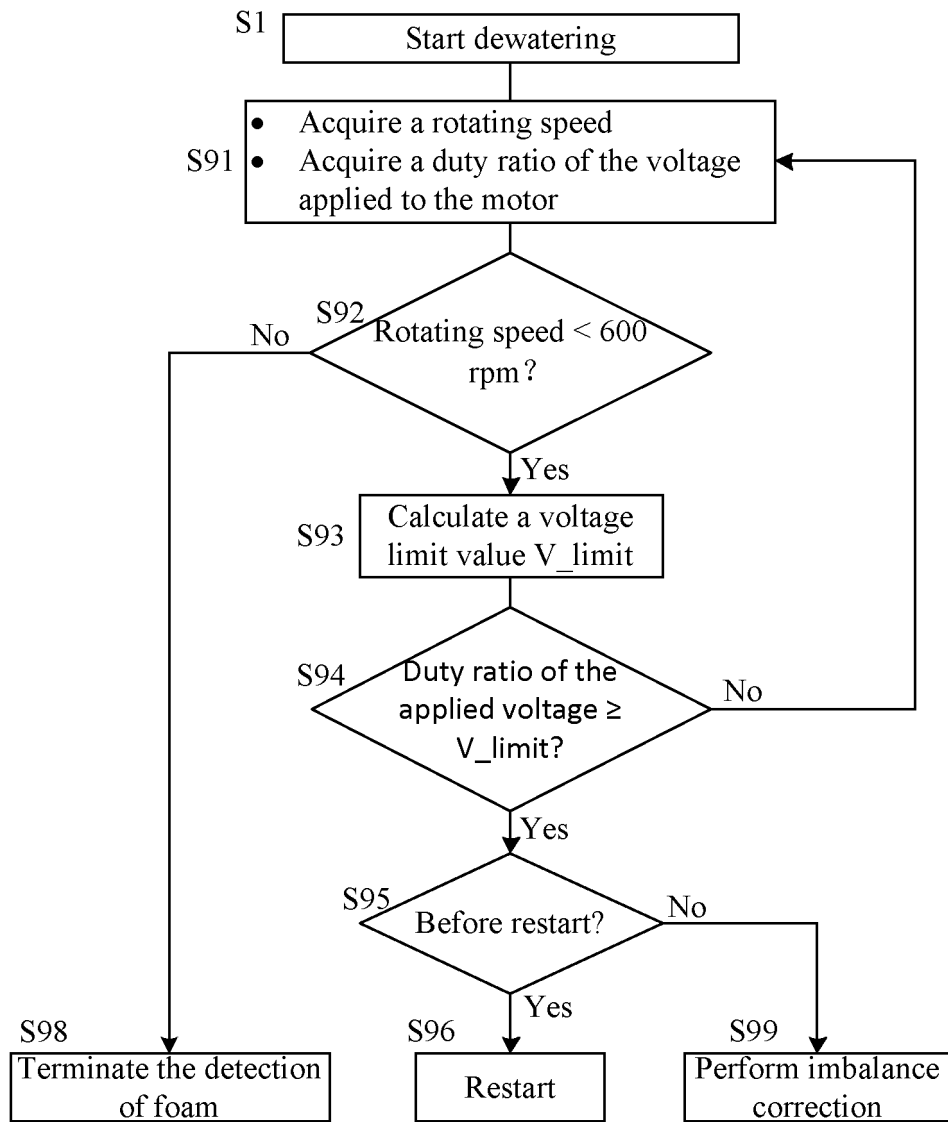 S1
Start dewatering
S91
• Acquire a rotating speed
• Acquire a duty ratio of the voltage
applied to the motor
S92
Rotating speed < 600
rpm?
No
Yes
S93
Calculate a voltage
limit value V_limit
S94
Duty ratio of the
applied voltage ≥
V_limit?
No
Yes
S95
Before restart?
No
Yes
S98
Terminate the detection
of foam
S96
Restart
S99
Perform imbalance
correction